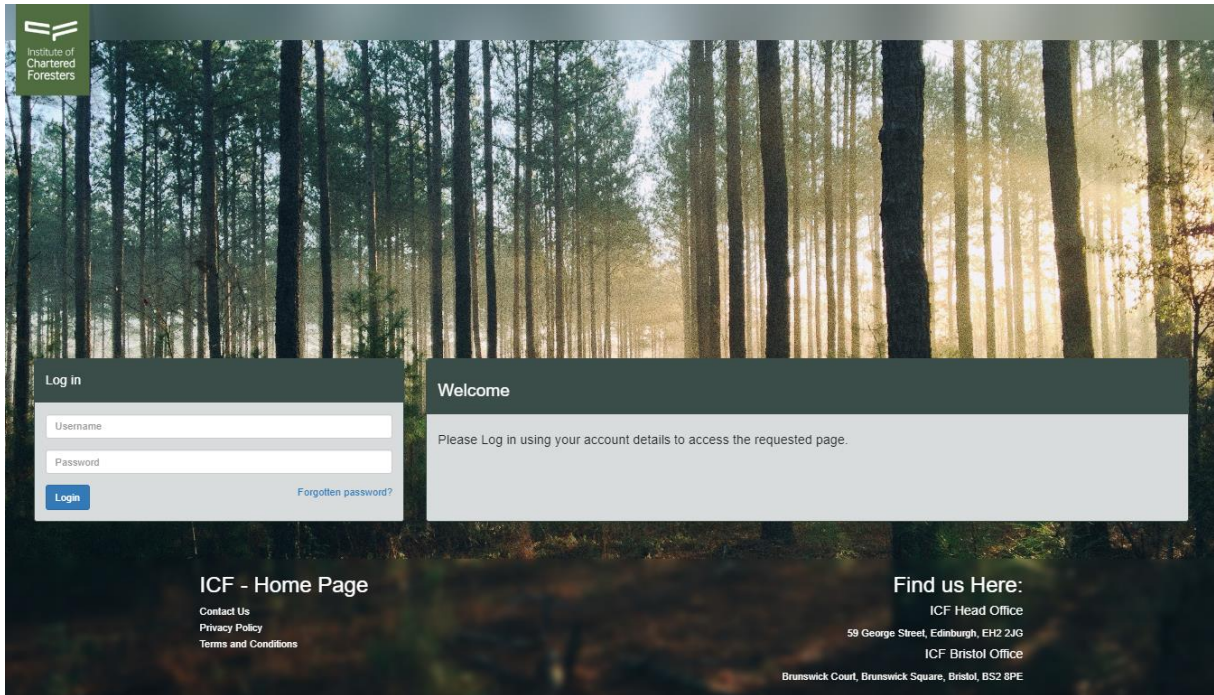 Institute of
Chartered
Foresters
Log in
Username
Password
Login
Forgotten password?
Welcome
Please Log in using your account details to access the requested page.
ICF - Home Page
Contact Us
Privacy Policy
Terms and Conditions
Find us Here:
ICF Head Office
59 George Street, Edinburgh, EH2 2JG
ICF Bristol Office
Brunswick Court, Brunswick Square, Bristol, BS2 8PE